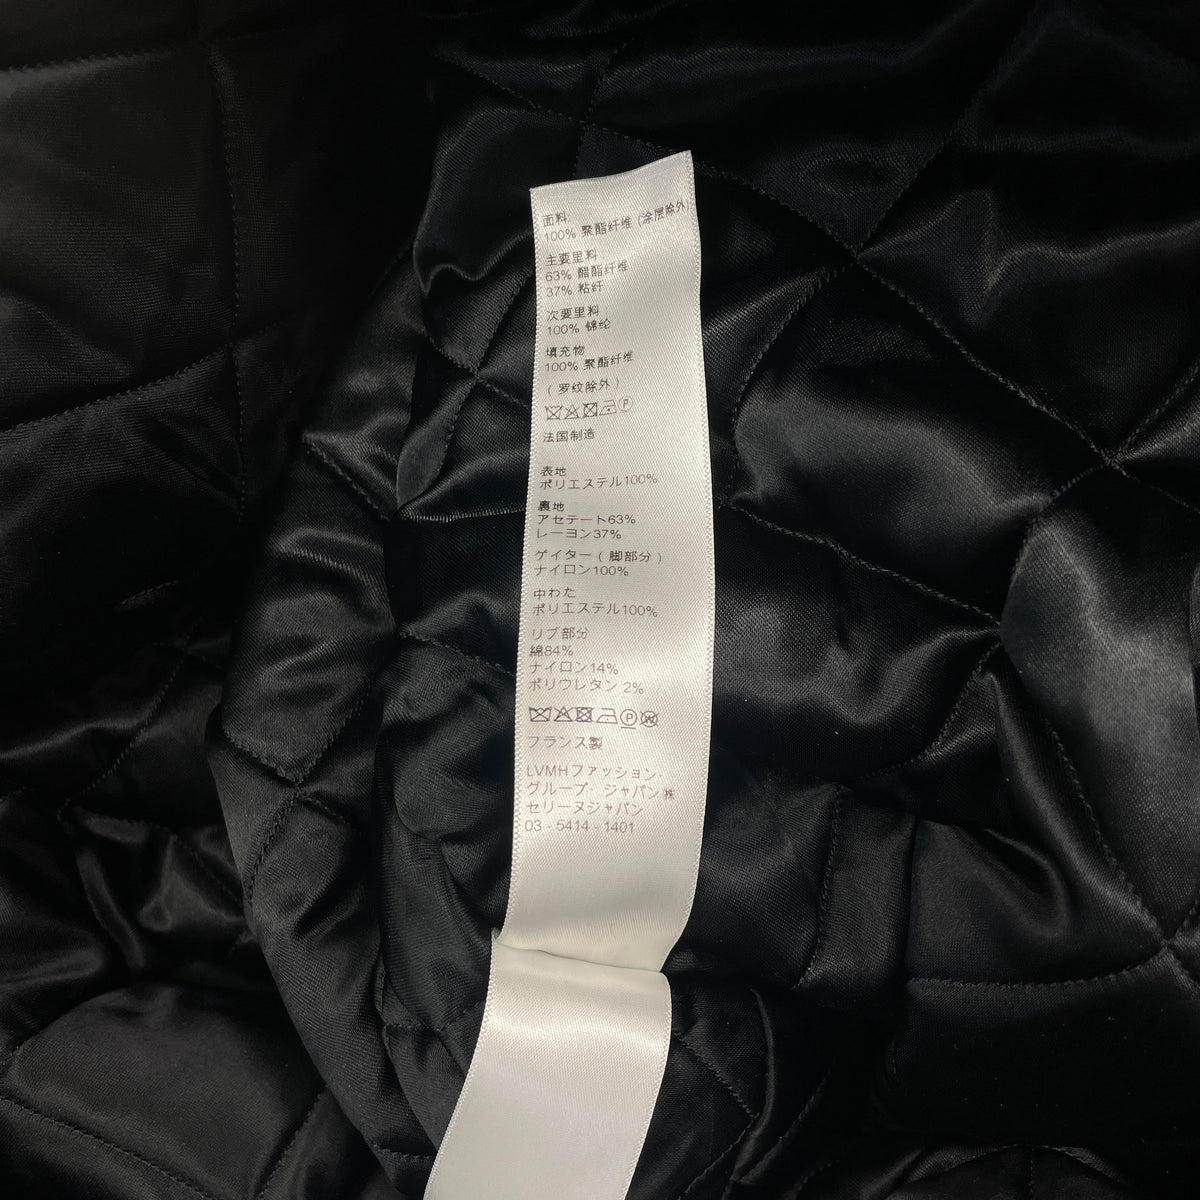 面料
100% 聚酯纤维 (涂层除外)
主要里料
63% 醋酯纤维
37% 粘纤
次要里料
100% 锦纶
填充物
100% 聚酯纤维
( 罗纹除外 )
P
法国制造
表地
ポリエステル100%
裏地
アセテート63%
レーヨン37%
ゲイター ( 脚部分 )
ナイロン100%
中わた
ポリエステル100%
リブ部分
綿84%
ナイロン14%
ポリウレタン 2%
P W
フランス製
LVMHファッション・
グループ・ジャパン㈱
セリーヌジャパン
03 - 5414 - 1401